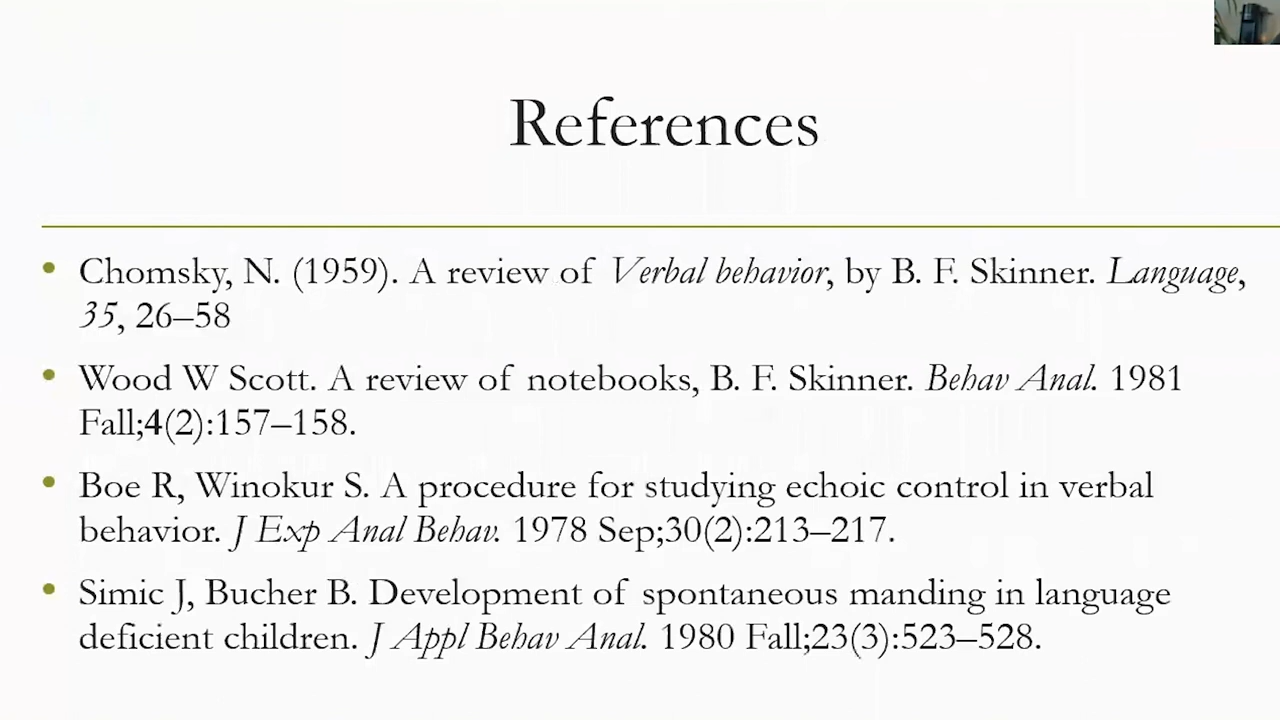 References
• Chomsky, N. (1959). A review of Verbal behavior, by B. F. Skinner. Language,
35, 26–58
• Wood W Scott. A review of notebooks, B. F. Skinner. Behav Anal. 1981
Fall;4(2):157–158.
• Boe R, Winokur S. A procedure for studying echoic control in verbal
behavior. J Exp Anal Behav. 1978 Sep;30(2):213–217.
• Simic J, Bucher B. Development of spontaneous manding in language
deficient children. J Appl Behav Anal. 1980 Fall;23(3):523–528.